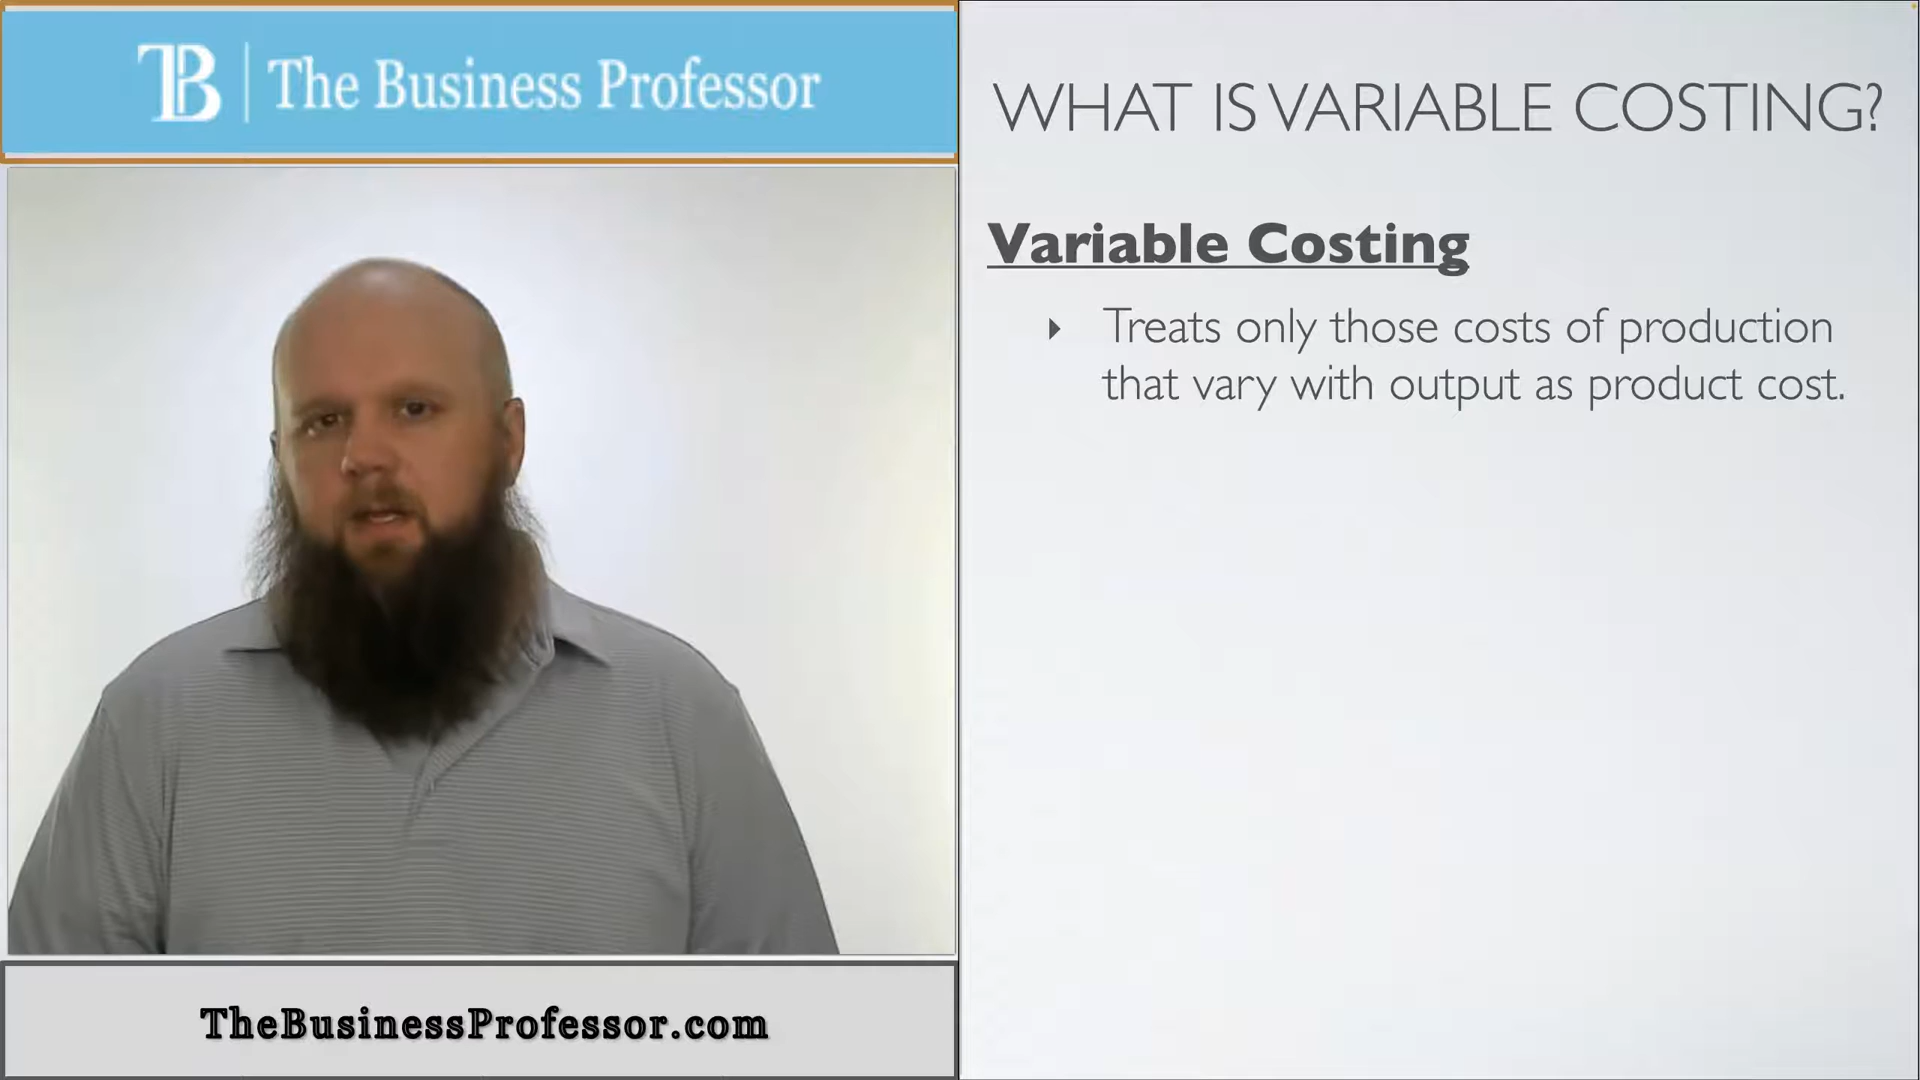 TB | The Business Professor
TheBusinessProfessor.com
WHAT IS VARIABLE COSTING?
Variable Costing
Treats only those costs of production
that vary with output as product cost.